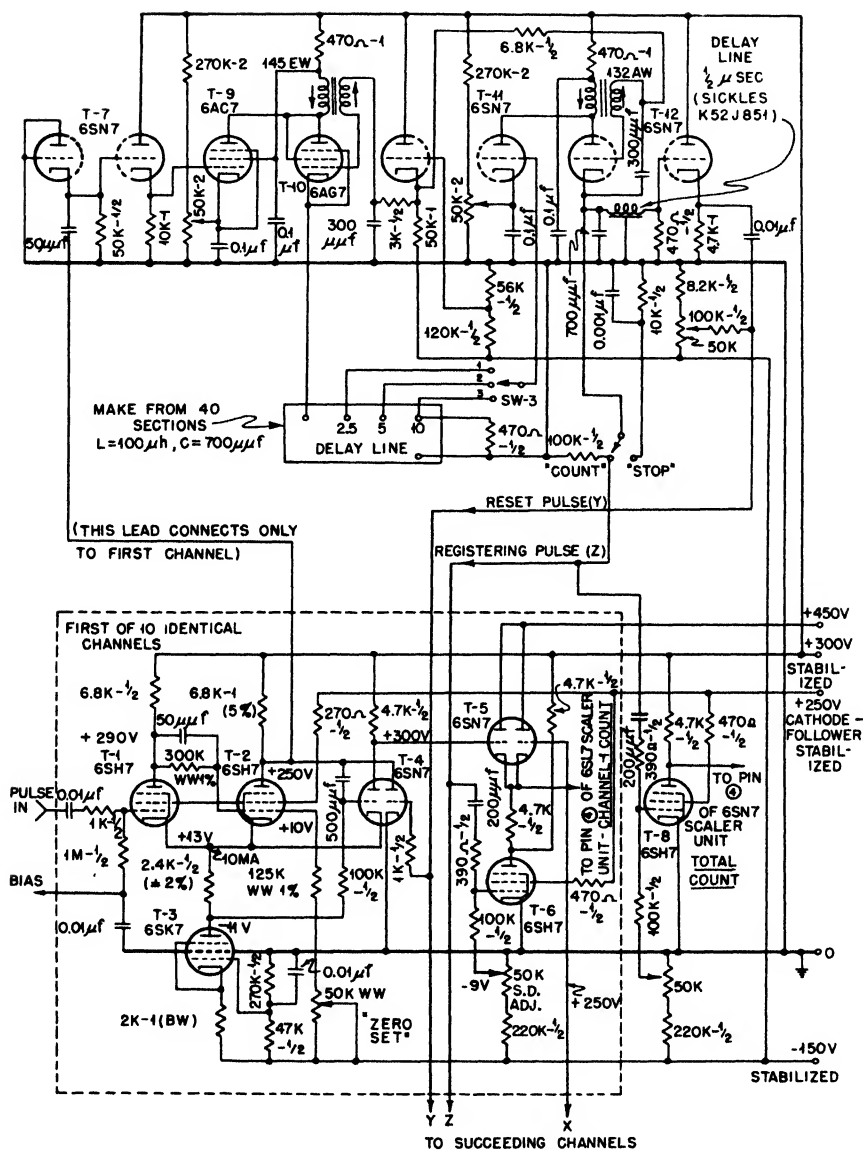 470Ω-1
145 EW
270K-2
T-9
6AC7
T-7
6SN7
T-10
6AG7
50K-2
50μμf
50K-1/2
10K-1
0.1μf
0.1
μf
300
μμf
3K-1/2
50K-1
6.8K-1/2
470Ω-1
132AW
270K-2
T-11
6SN7
T-12
6SN7
300μμf
DELAY
LINE
1/2 μ SEC
(SICKLES
K52J851)
50K-2
0.1μf
0.1μf
470
-1/2
4.7K-1
0.01μf
56K
-1/2
120K-1/2
700μμf
0.001μf
10K-1/2
8.2K-1/2
100K-1/2
50K
1
2
3
SW-3
MAKE FROM 40
SECTIONS
L=100μh, C=700μμf
2.5
5
10
DELAY LINE
470Ω
-1/2
100K-1/2
"COUNT"
"STOP"
RESET PULSE(Y)
(THIS LEAD CONNECTS ONLY
TO FIRST CHANNEL)
REGISTERING PULSE (Z)
FIRST OF 10 IDENTICAL
CHANNELS
+450V
+300V
STABIL-
IZED
+250V
CATHODE-
FOLLOWER
STABIL-
IZED
6.8K-1/2
6.8K-1
(5%)
50μμf
270Ω
-1/2
4.7K-1/2
+300V
T-5
6SN7
4.7K-1/2
+290V
T-1
6SH7
300K
WW1%
T-2
6SH7
+250V
T-4
6SN7
200μμf
4.7K
-1/2
TO PIN ④ OF 6SL7 SCALER
UNIT-CHANNEL 1 COUNT
200μμf
390Ω-1/2
4.7K-1/2
470Ω
-1/2
TO PIN
④
OF 6SN7
SCALER
UNIT
TOTAL
COUNT
T-8
6SH7
PULSE
IN
0.01μf
1K-1/2
+13V
+10V
500μμf
10MA
1M-1/2
2.4K-1/2
(±2%)
125K
WW 1%
100K
-1/2
1K-1/2
390Ω-1/2
100K
-1/2
T-6
6SH7
470Ω
-1/2
100K-1/2
BIAS
0.01μf
T-3
6SK7
-11V
0
270K-1/2
0.01μf
50K WW
-9V
50K
S.D.
ADJ.
+250V
50K
2K-1(BW)
47K
-1/2
"ZERO
SET"
220K-1/2
220K-1/2
-150V
STABILIZED
Y
Z
X
TO SUCCEEDING CHANNELS